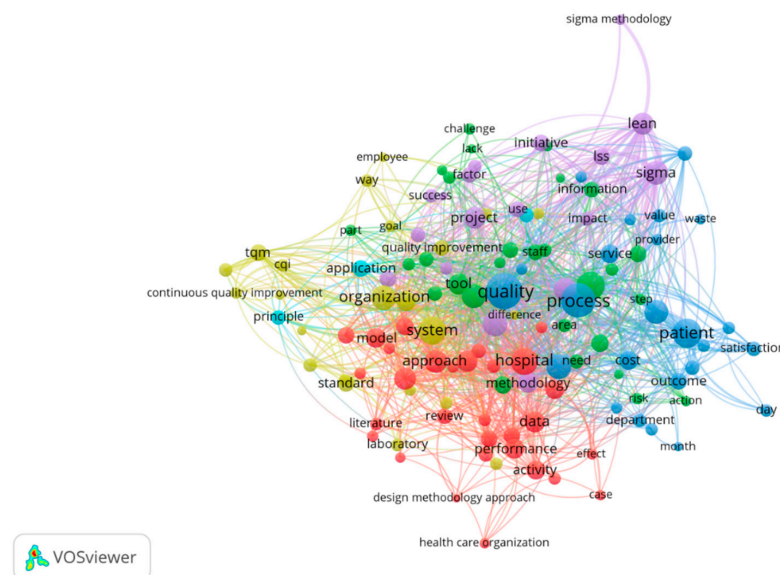 sigma methodology
lean
challenge
initiative
lack
lss
employee
factor
sigma
way
information
success
use
project
impact
value
waste
part
goal
provider
quality improvement
staff
service
tqm
cqi
application
tool
quality
process
step
continuous quality improvement
organization
principle
difference
area
patient
system
model
satisfaction
approach
hospital
need
cost
standard
methodology
outcome
risk
action
day
literature
review
data
department
laboratory
performance
month
effect
activity
design methodology approach
case
health care organization
VOSviewer